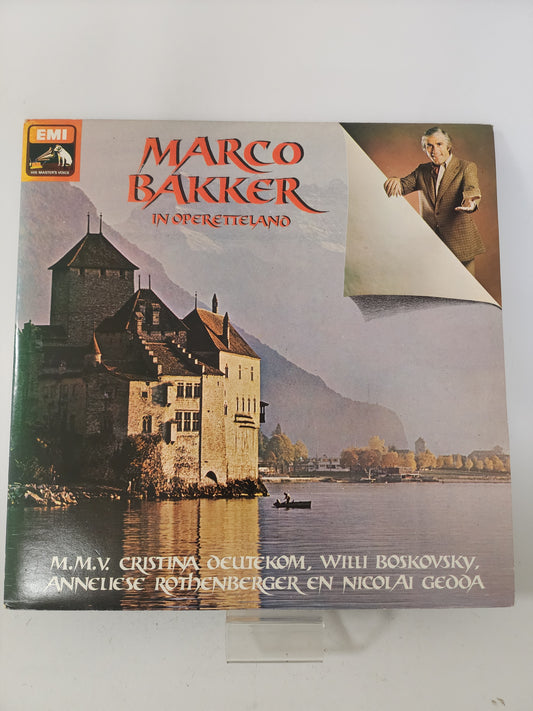 EMI
HIS MASTER'S VOICE
MARCO
BAKKER
IN OPERETTELAND
M.M.V. CRISTINA DEUTEKOM, WILLI BOSKOVSKY,
ANNELIESE ROTHENBERGER EN NICOLAI GEDDA